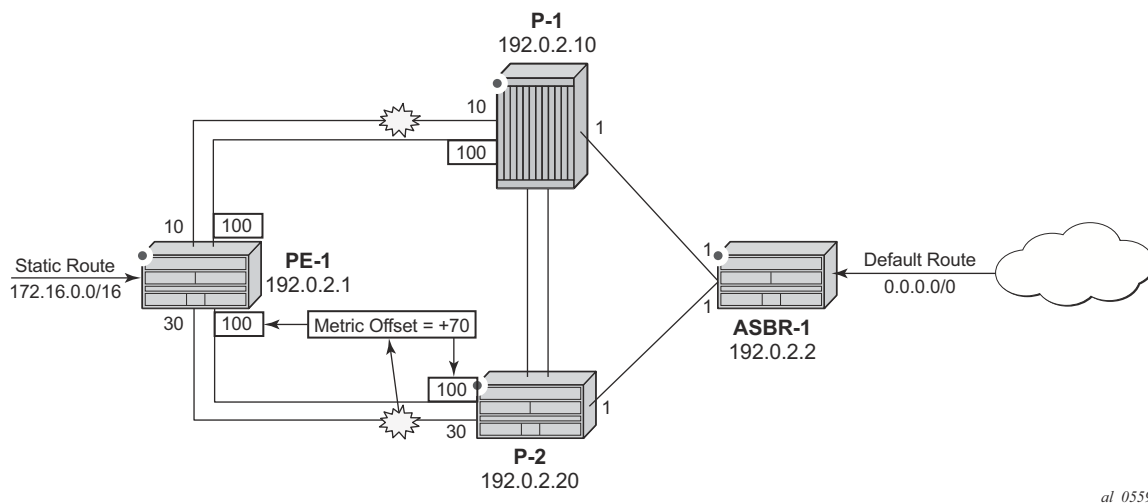 P-1
192.0.2.10
10
1
100
10
100
1
Static Route
172.16.0.0/16
PE-1
192.0.2.1
Default Route
0.0.0.0/0
30
100
Metric Offset = +70
1
ASBR-1
192.0.2.2
100
1
30
P-2
192.0.2.20